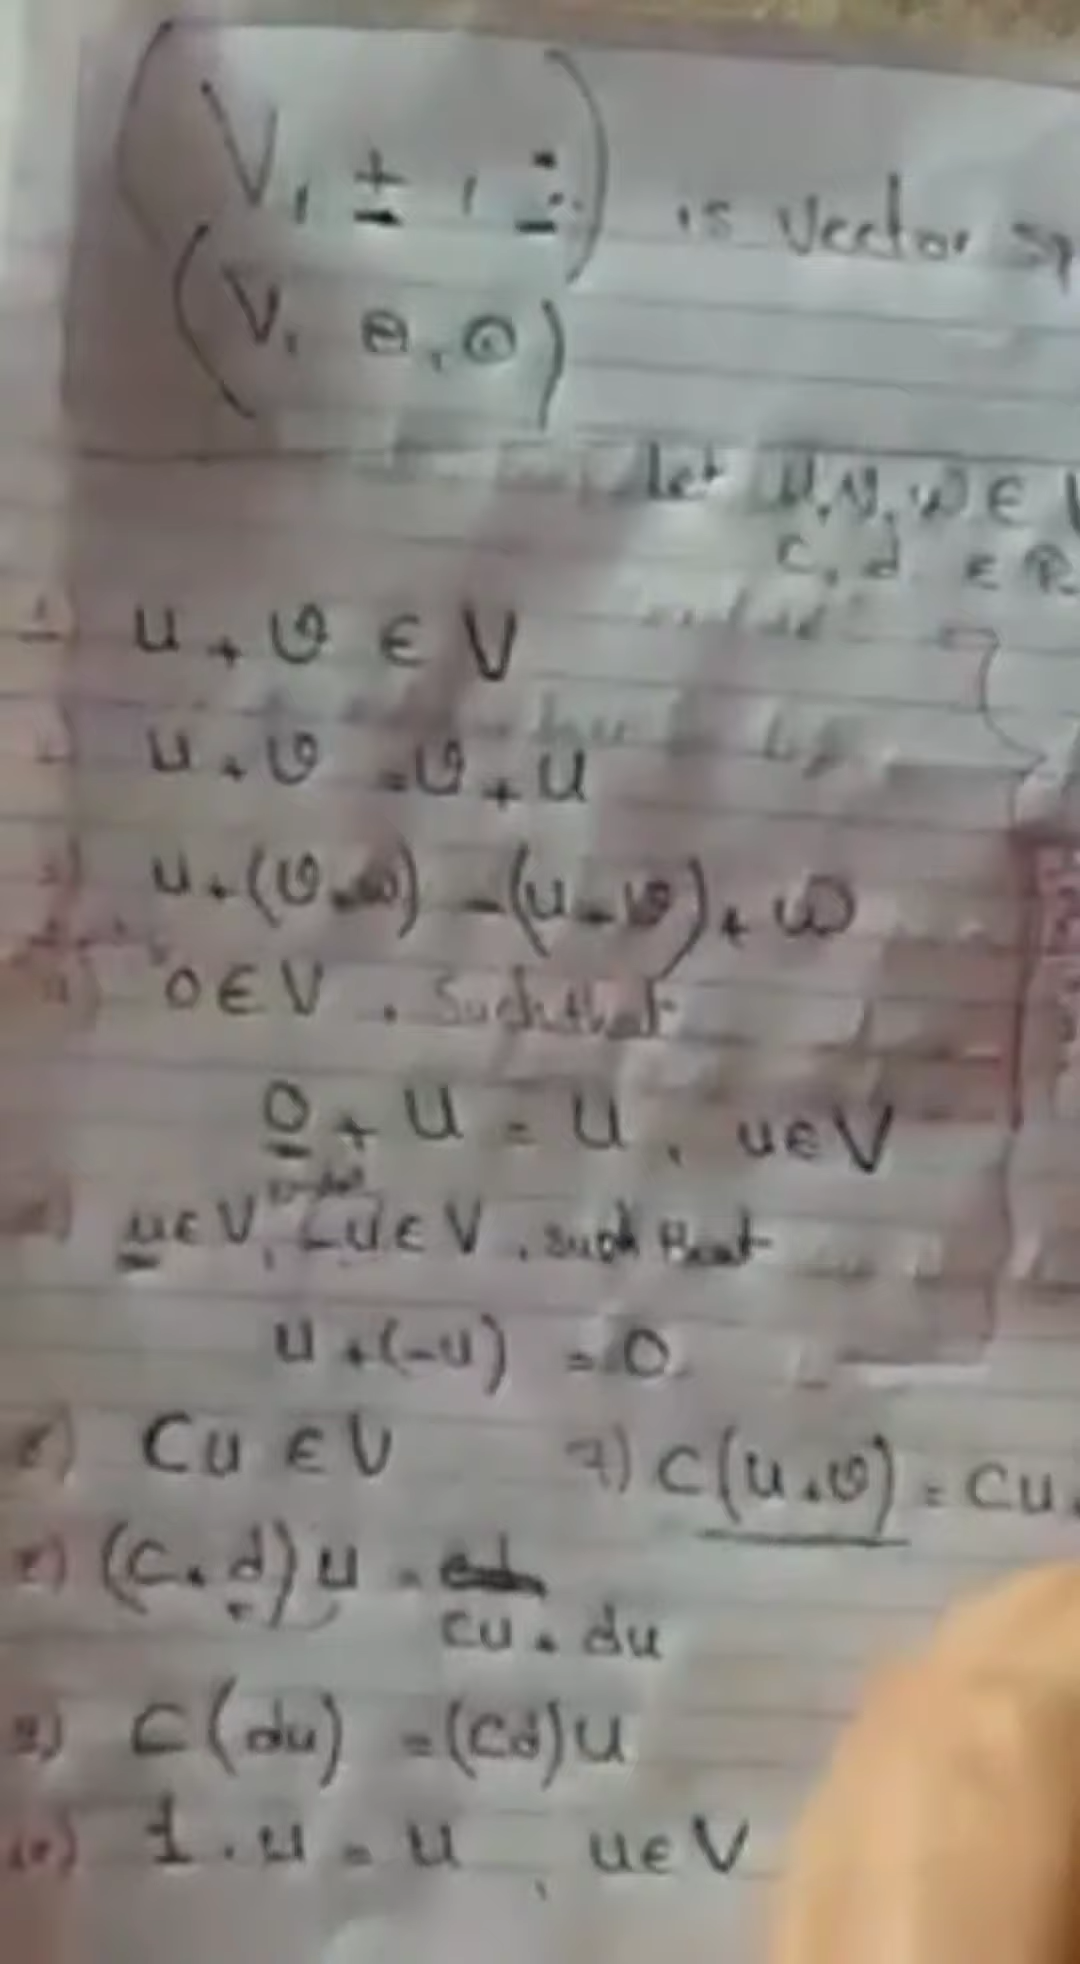 (V, +, ·) is vector sp
(V, ⊕, ⊙)
Let u, v, w ∈ V
c, d ∈ R
1) u + v ∈ V
2) u + v = v + u
3) u + (v + w) = (u + v) + w
4) 0 ∈ V, Such that
0 + u = u, u ∈ V
u ∈ V, -u ∈ V, such that
u + (-u) = 0
6) Cu ∈ V 7) C(u + v) = Cu
8) (C + d)u =
cu + du
9) C(du) = (Cd)u
10) 1 · u = u, u ∈ V